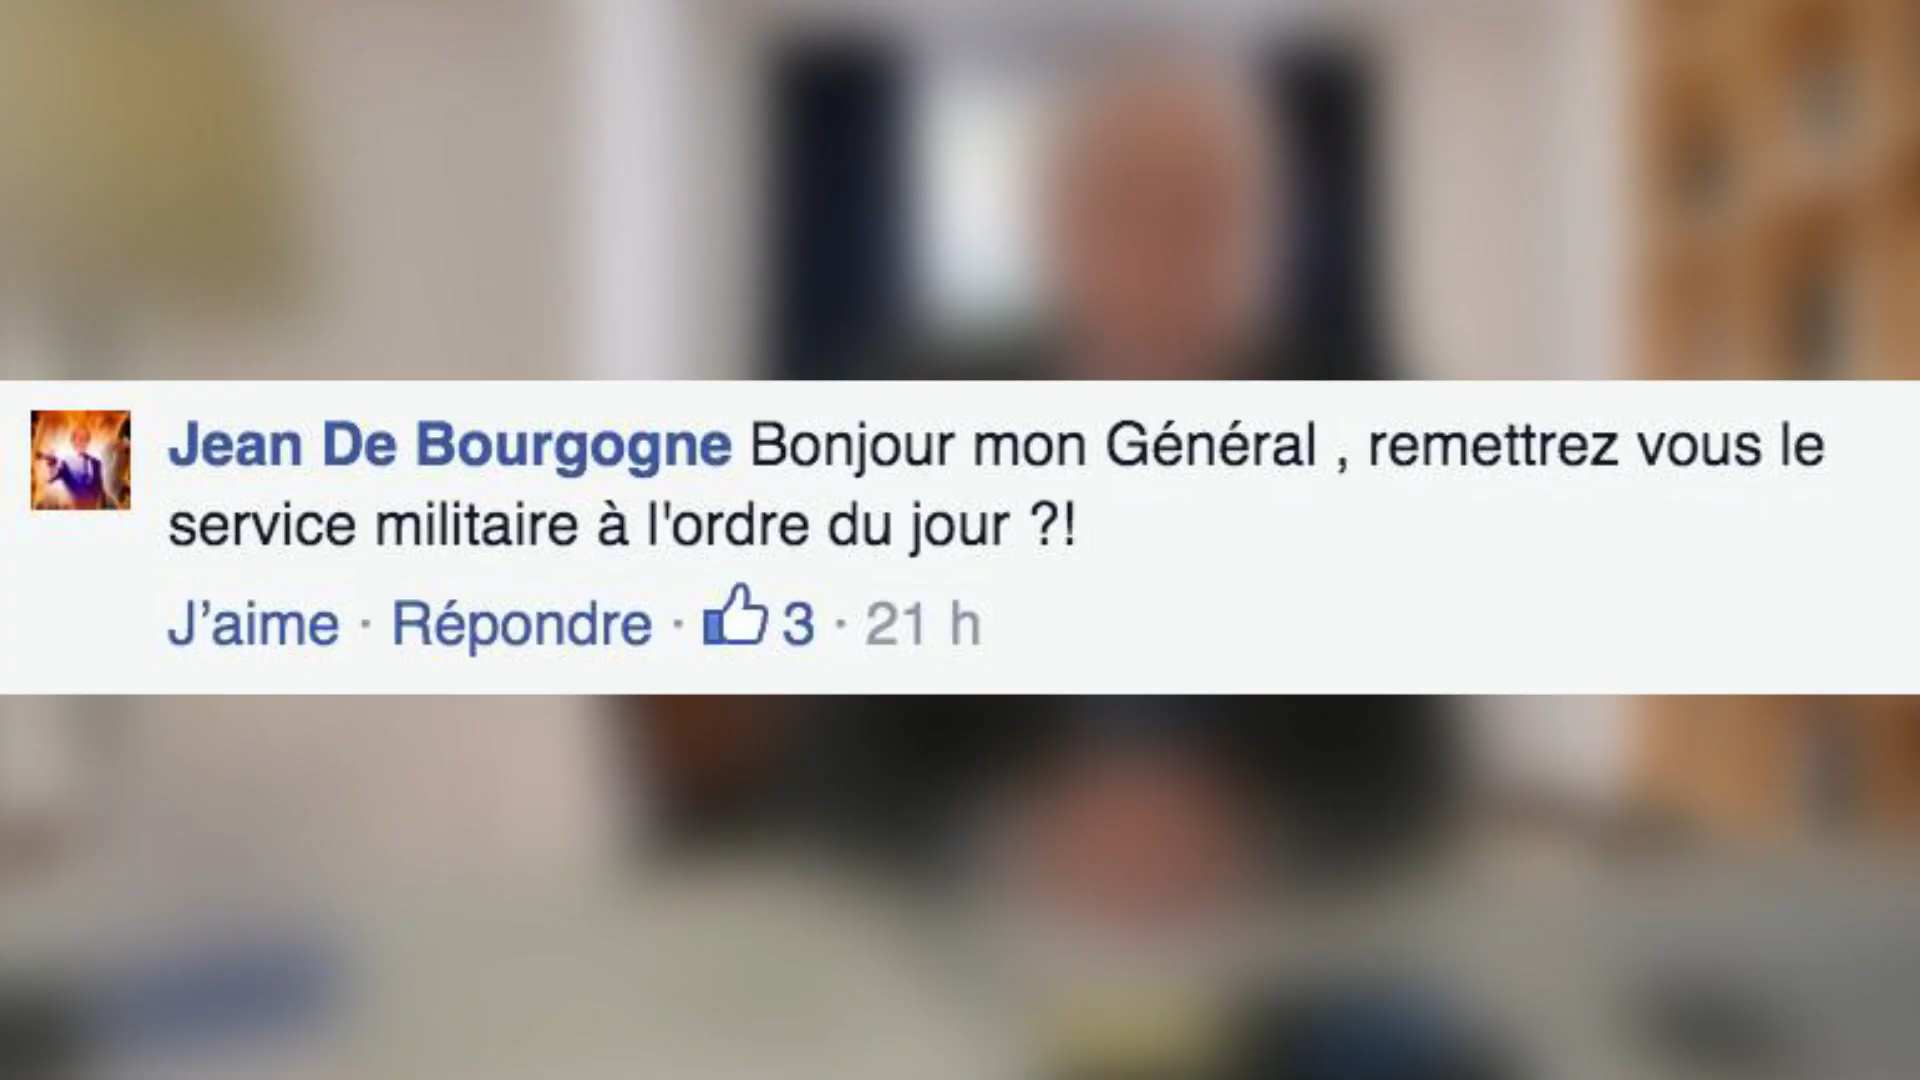 Jean De Bourgogne Bonjour mon Général , remettrez vous le
service militaire à l'ordre du jour ?!
J’aime · Répondre · 3 · 21 h